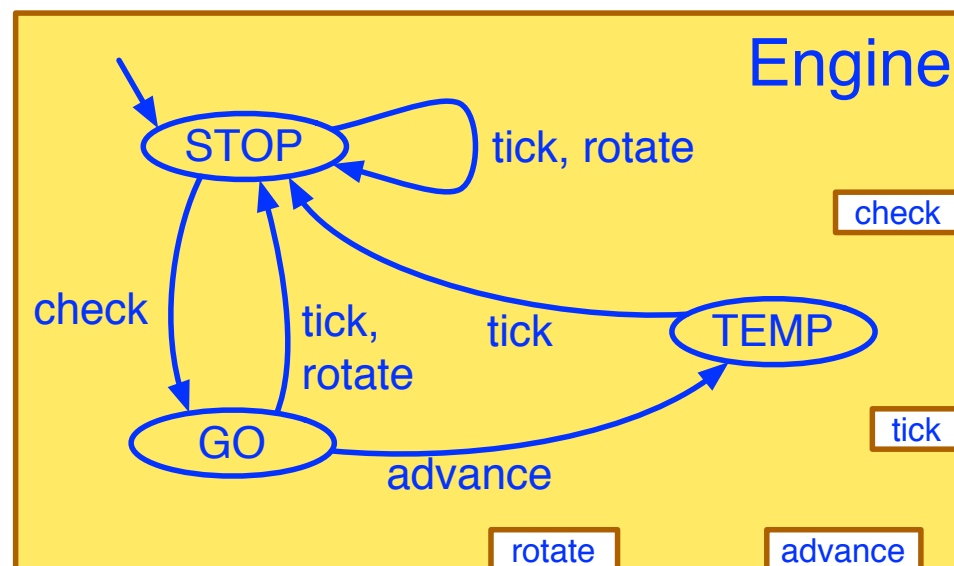 Engine
STOP
tick, rotate
check
check
tick,
rotate
tick
TEMP
GO
tick
advance
rotate
advance